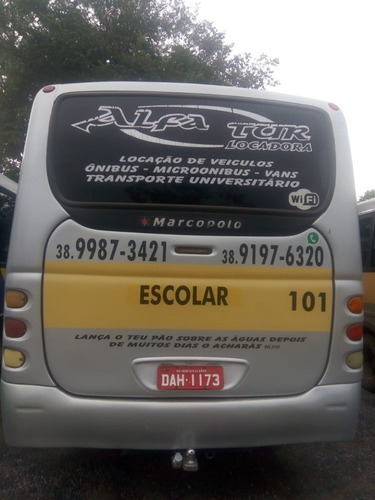 ALFA TUR
LOCADORA
LOCAÇÃO DE VEICULOS
ÔNIBUS - MICROONIBUS - VANS
TRANSPORTE UNIVERSITÁRIO
WiFi
Marcopolo
38.9987-3421 38.9197-6320
ESCOLAR 101
LANÇA O TEU PÃO SOBRE AS ÁGUAS DEPOIS
DE MUITOS DIAS O ACHARÁS
DAH·1173